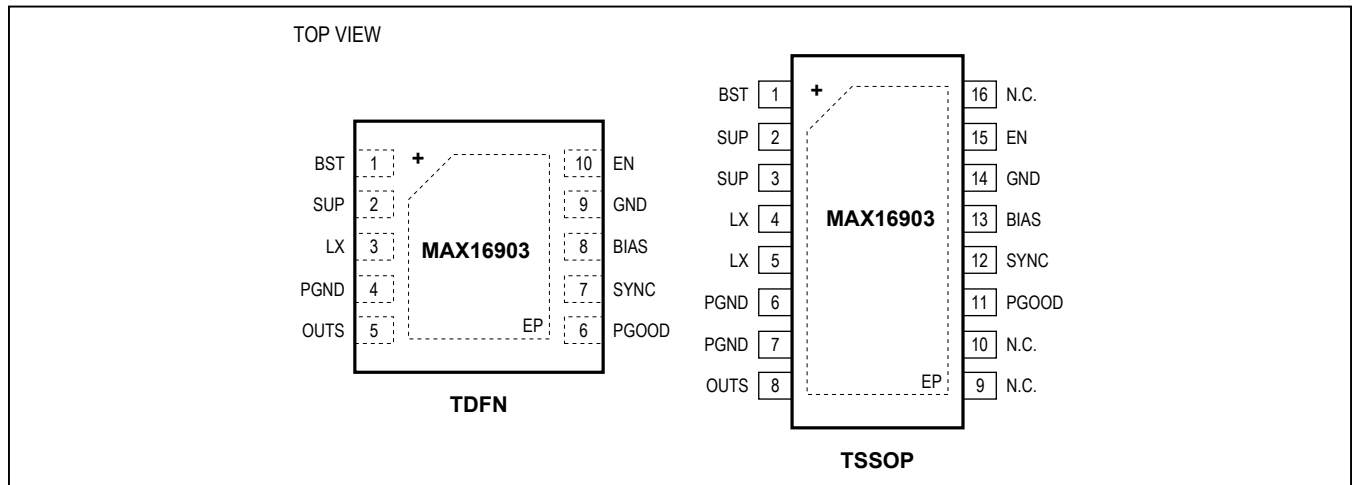 TOP VIEW
BST 1 + 10 EN
SUP 2 9 GND
LX 3 MAX16903 8 BIAS
PGND 4 7 SYNC
OUTS 5 EP 6 PGOOD
TDFN
BST 1 + 16 N.C.
SUP 2 15 EN
SUP 3 14 GND
LX 4 MAX16903 13 BIAS
LX 5 12 SYNC
PGND 6 11 PGOOD
PGND 7 10 N.C.
OUTS 8 EP 9 N.C.
TSSOP